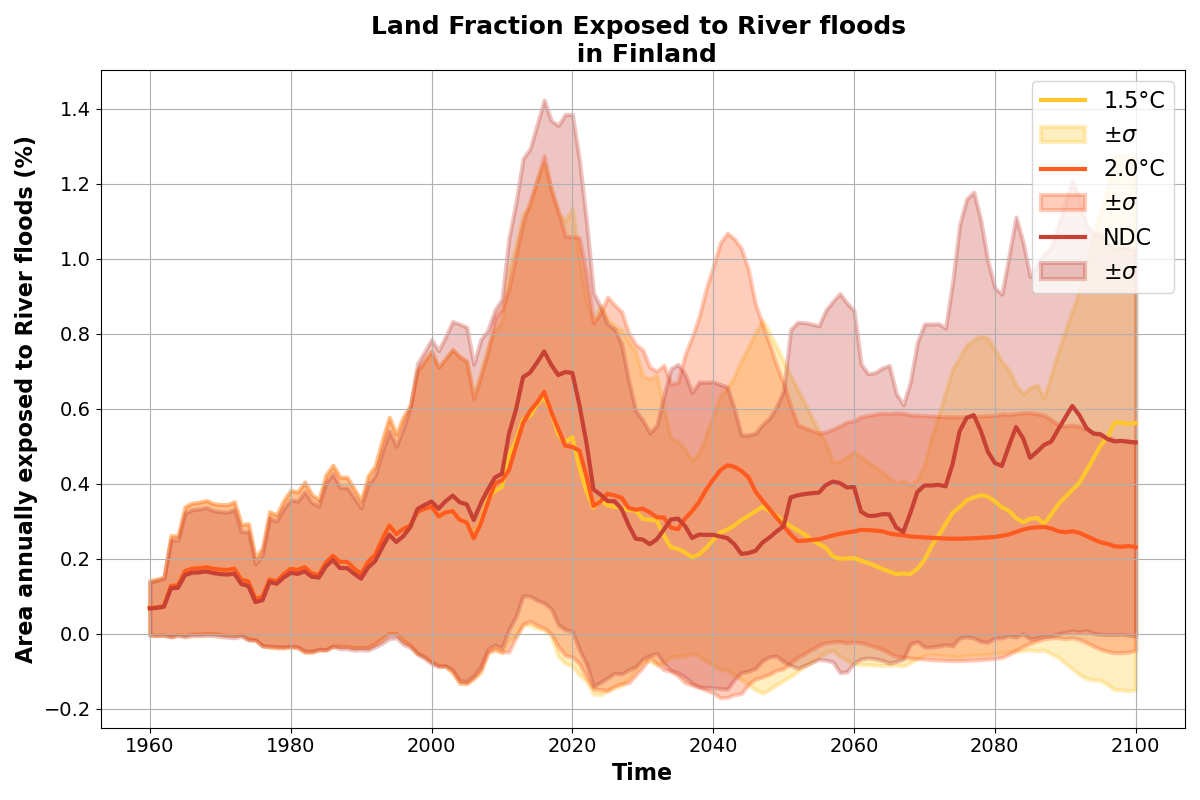 Land Fraction Exposed to River floods
in Finland
Area annually exposed to River floods (%)
1.4
1.2
1.0
0.8
0.6
0.4
0.2
0.0
−0.2
1960
1980
2000
2020
2040
2060
2080
2100
Time
1.5°C
±σ
2.0°C
±σ
NDC
±σ